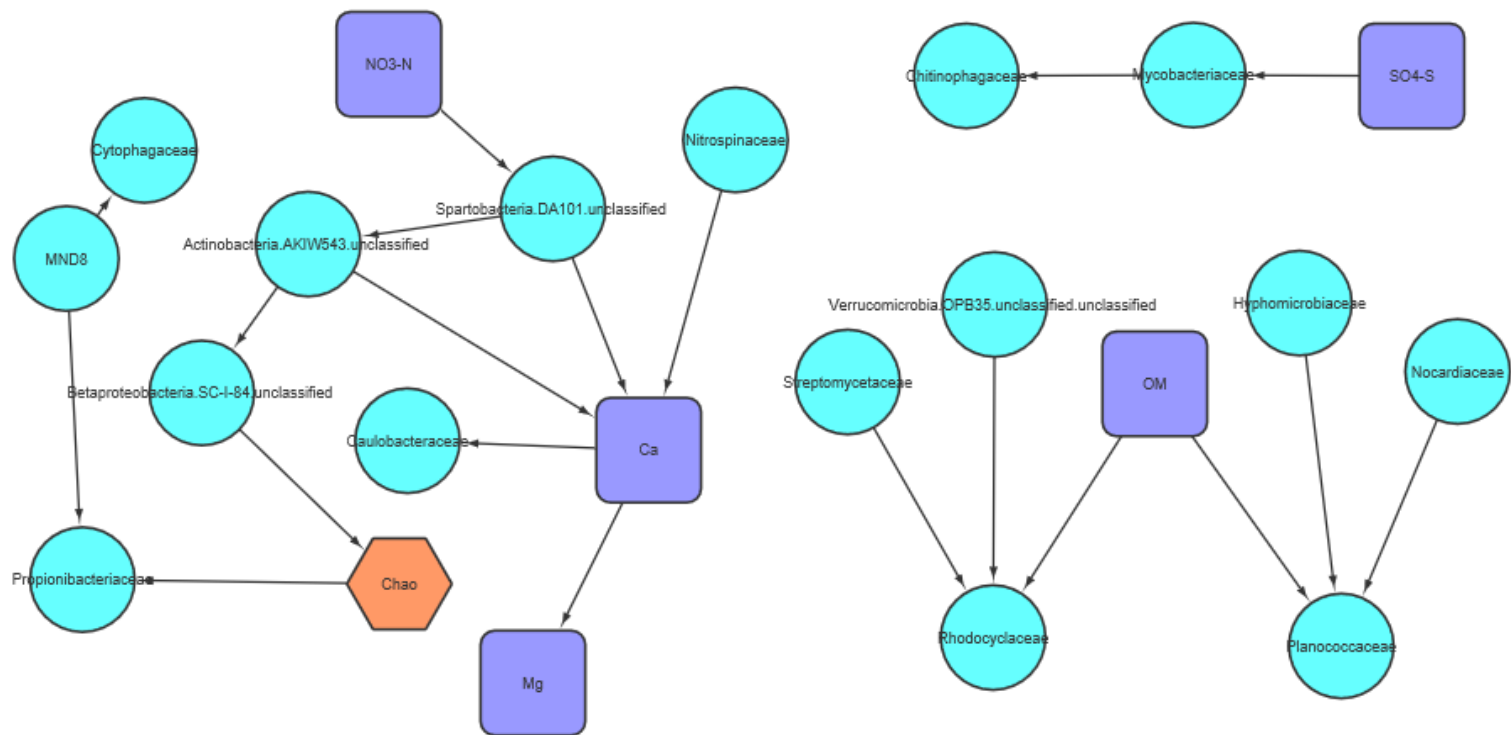 NO3-N
Chitinophagaceae
Mycobacteriaceae
SO4-S
Cytophagaceae
Nitrospinaceae
Spartobacteria.DA101.unclassified
Actinobacteria.AKIW543.unclassified
MND8
Verrucomicrobia.OPB35.unclassified.unclassified
Hyphomicrobiaceae
Streptomycetaceae
OM
Nocardiaceae
Betaproteobacteria.SC-I-84.unclassified
Caulobacteraceae
Ca
Propionibacteriaceae
Chao
Rhodocyclaceae
Planococcaceae
Mg